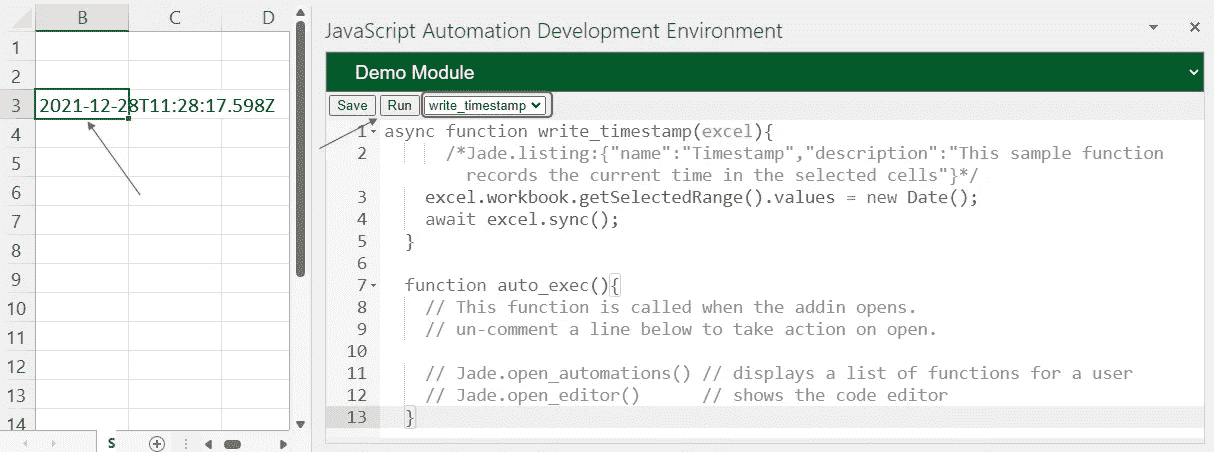 B C D
1
2
3 2021-12-28T11:28:17.598Z
4
5
6
7
8
9
10
11
12
13
14
S
JavaScript Automation Development Environment
Demo Module
Save Run write_timestamp
1 async function write_timestamp(excel){
2 /*Jade.listing:{"name":"Timestamp","description":"This sample function
records the current time in the selected cells"}*/
3 excel.workbook.getSelectedRange().values = new Date();
4 await excel.sync();
5 }
6
7 function auto_exec(){
8 // This function is called when the addin opens.
9 // un-comment a line below to take action on open.
10
11 // Jade.open_automations() // displays a list of functions for a user
12 // Jade.open_editor() // shows the code editor
13 }